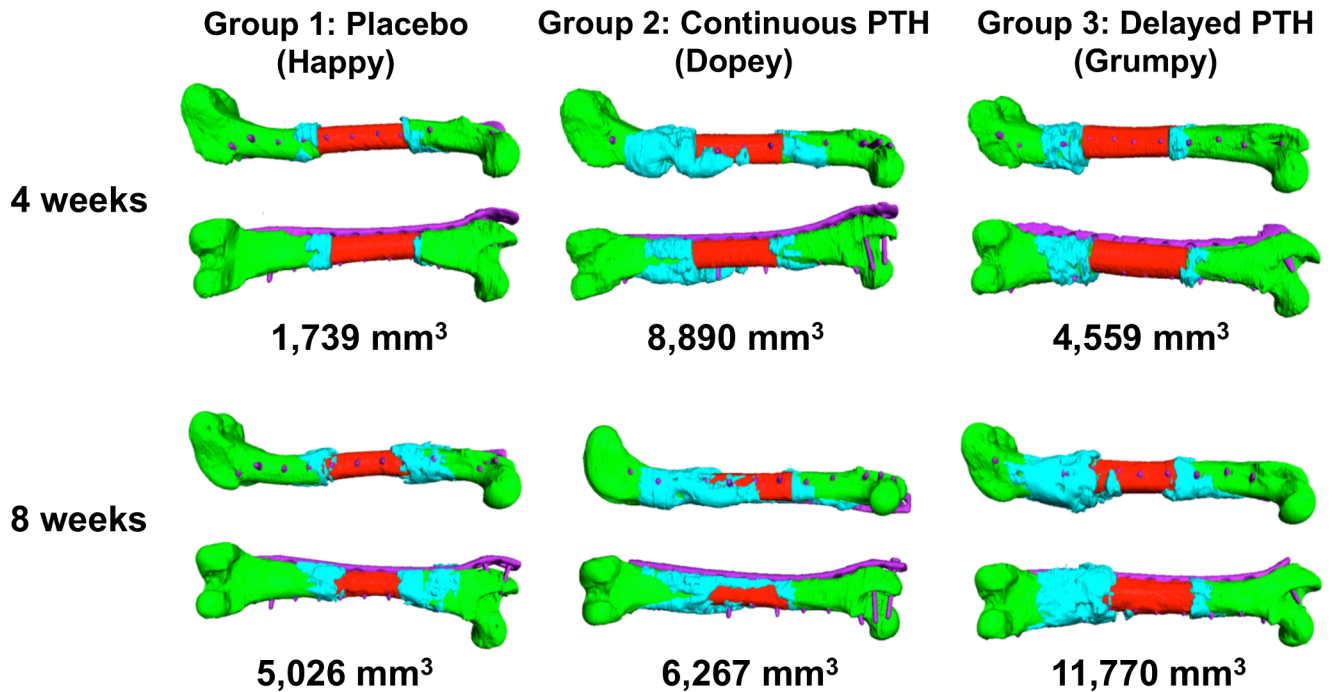 Group 1: Placebo
(Happy)
Group 2: Continuous PTH
(Dopey)
Group 3: Delayed PTH
(Grumpy)
4 weeks
1,739 mm³
8,890 mm³
4,559 mm³
8 weeks
5,026 mm³
6,267 mm³
11,770 mm³